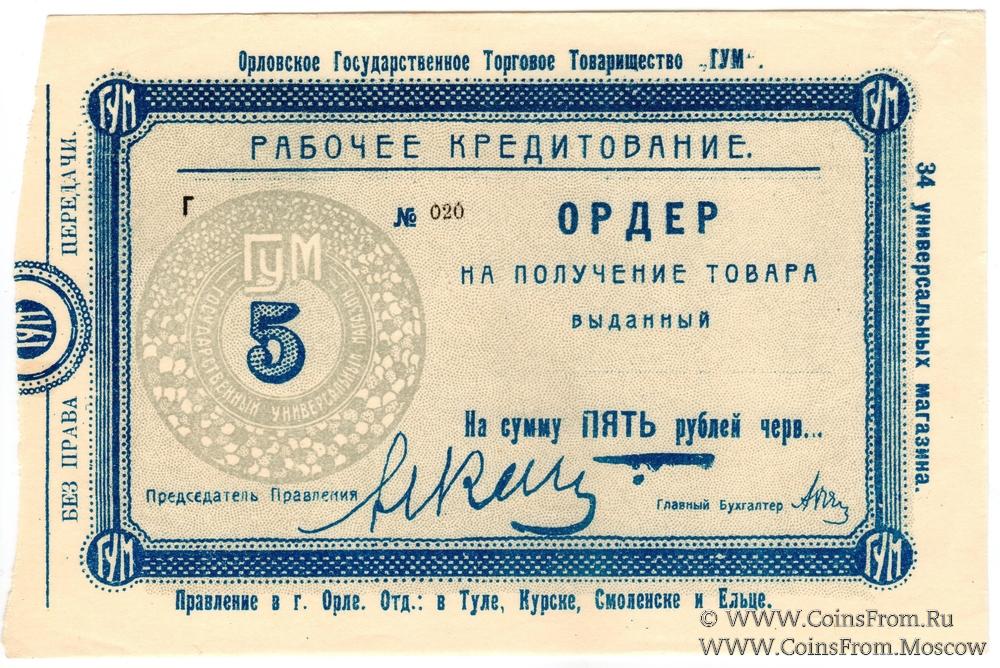 Орловское Государственное Торговое Товарищество „ГУМ“.
ГУМ
ГУМ
РАБОЧЕЕ КРЕДИТОВАНИЕ.
Г
№ 020
ОРДЕР
НА ПОЛУЧЕНИЕ ТОВАРА
выданный
ГУМ
5
ГОСУДАРСТВЕННЫЙ УНИВЕРСАЛЬНЫЙ МАГАЗИН
На сумму ПЯТЬ рублей черв...
Председатель Правления
Главный Бухгалтер
ГУМ
ГУМ
Правление в г. Орле. Отд.: в Туле, Курске, Смоленске и Ельце.
БЕЗ ПРАВА ПЕРЕДАЧИ.
ГУМ
34 универсальных магазина.
© WWW.CoinsFrom.Ru
WWW.CoinsFrom.Moscow